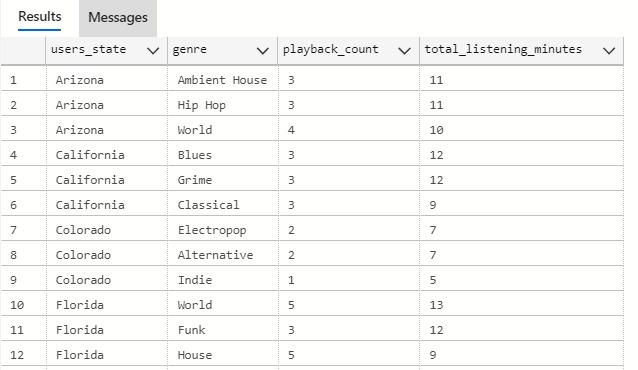 Results Messages
users_state genre playback_count total_listening_minutes
1 Arizona Ambient House 3 11
2 Arizona Hip Hop 3 11
3 Arizona World 4 10
4 California Blues 3 12
5 California Grime 3 12
6 California Classical 3 9
7 Colorado Electropop 2 7
8 Colorado Alternative 2 7
9 Colorado Indie 1 5
10 Florida World 5 13
11 Florida Funk 3 12
12 Florida House 5 9